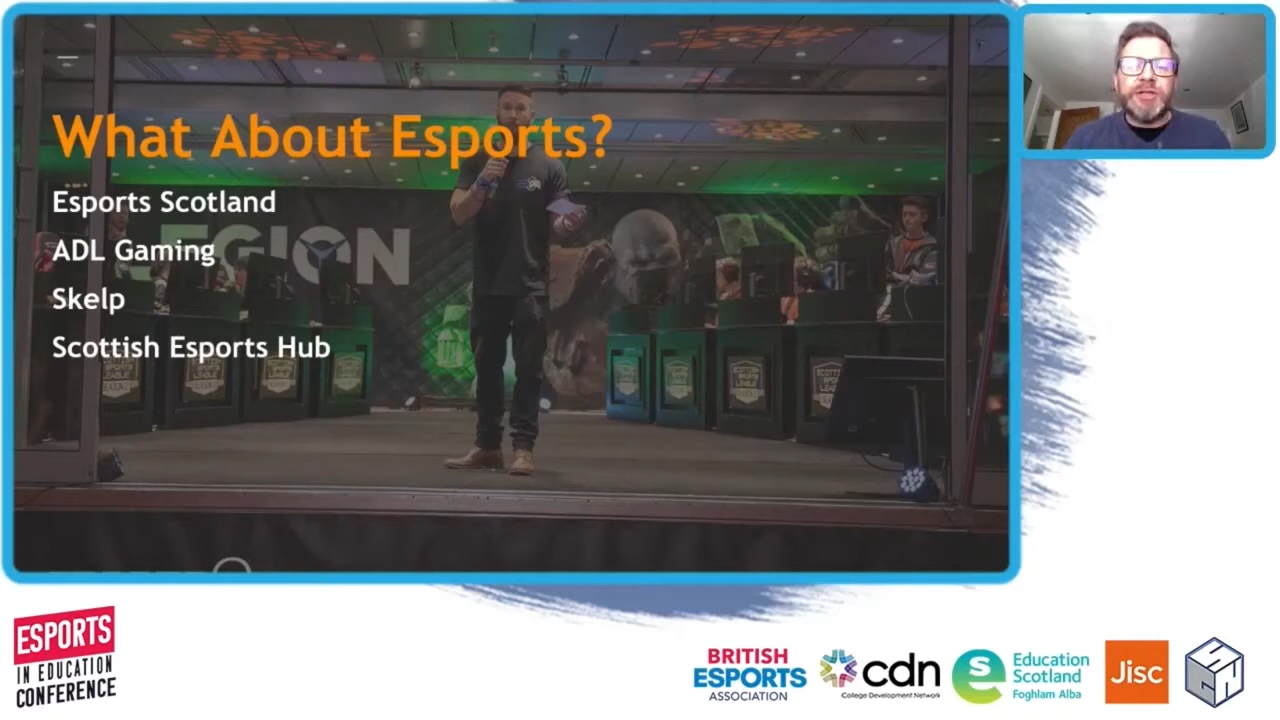 What About Esports?
Esports Scotland
ADL Gaming
Skelp
Scottish Esports Hub
LEGION
ESPORTS
IN EDUCATION
CONFERENCE
BRITISH
ESPORTS
ASSOCIATION
cdn
College Development Network
Education
Scotland
Foghlam Alba
Jisc